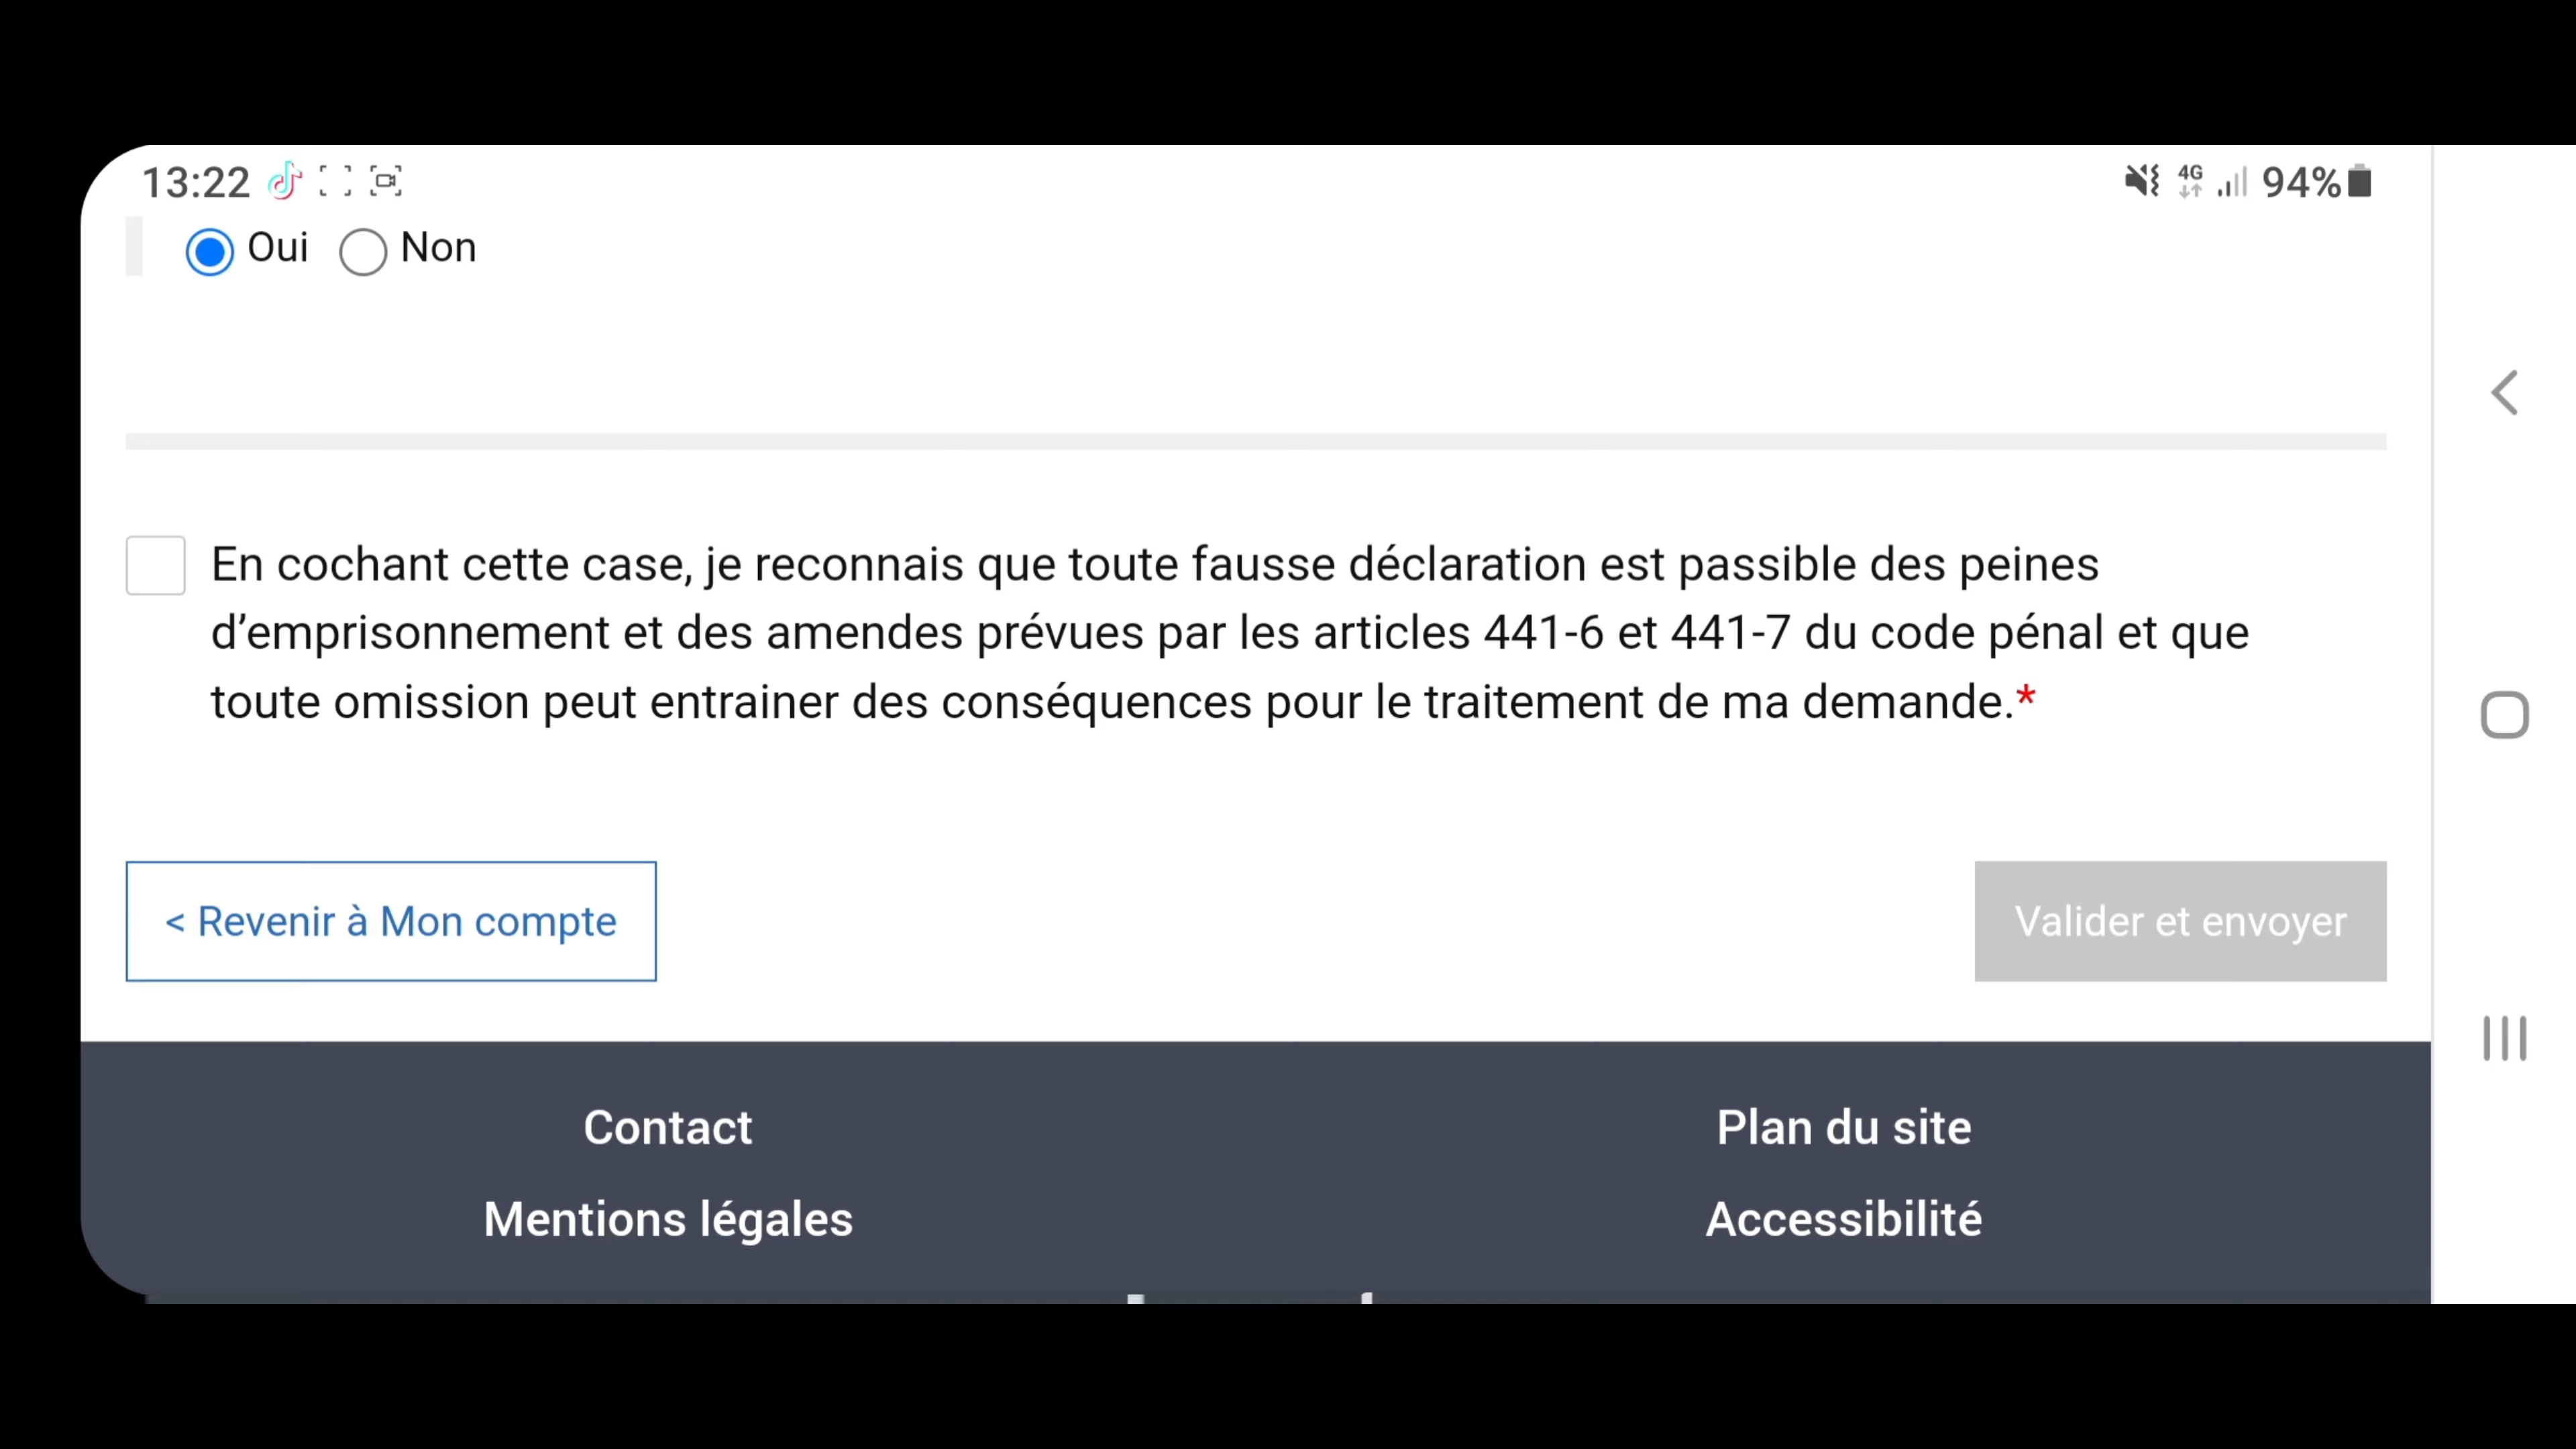 13:22
4G 94%
Oui Non
En cochant cette case, je reconnais que toute fausse déclaration est passible des peines
d’emprisonnement et des amendes prévues par les articles 441-6 et 441-7 du code pénal et que
toute omission peut entrainer des conséquences pour le traitement de ma demande.*
< Revenir à Mon compte
Valider et envoyer
Contact
Plan du site
Mentions légales
Accessibilité